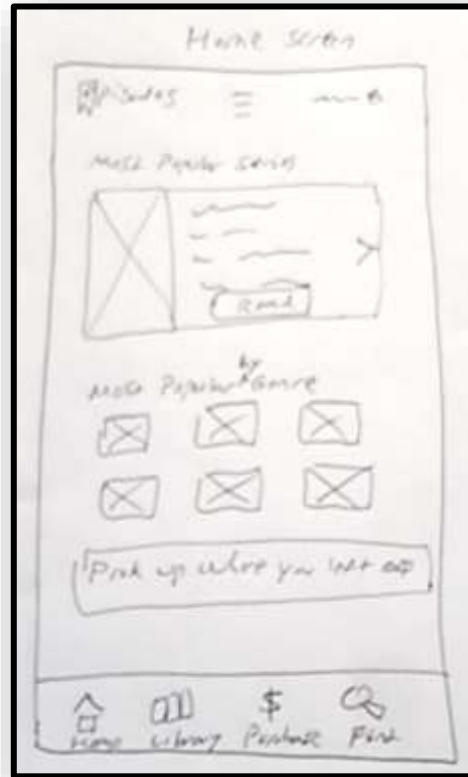 Home Screen
Most Popular Series
Read
Most Popular by Genre
Pick up where you left off
Home Library $ Purchase Find